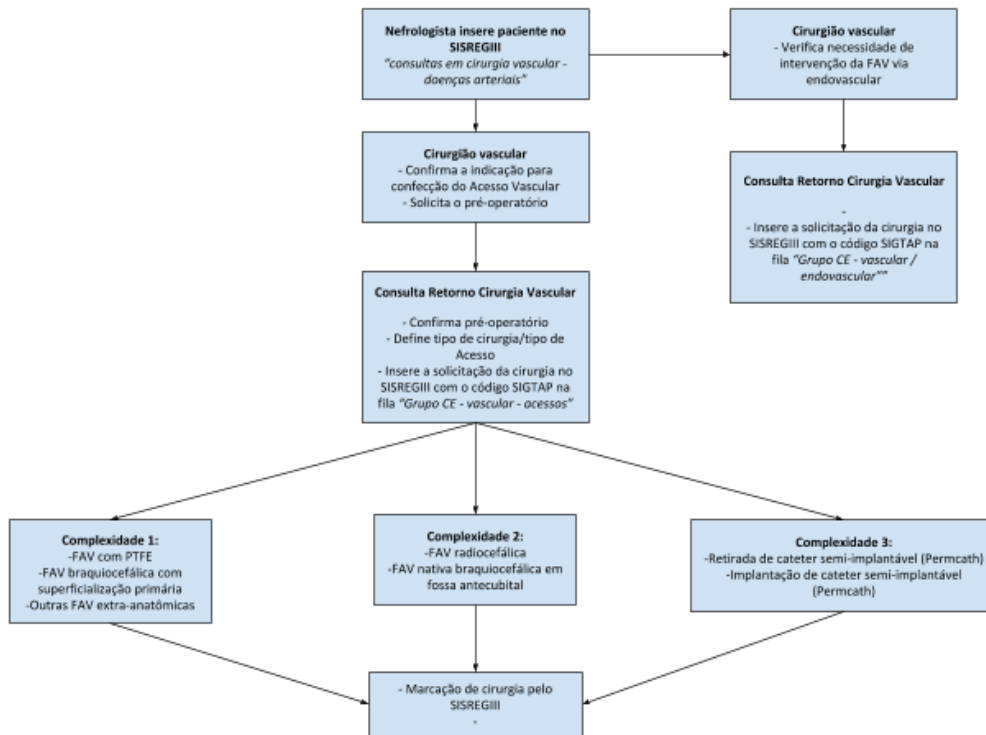 Nefrologista insere paciente no
SISREGIII
“consultas em cirurgia vascular -
doenças arteriais”
Cirurgião vascular
- Verifica necessidade de
intervenção da FAV via
endovascular
Cirurgião vascular
- Confirma a indicação para
confecção do Acesso Vascular
- Solicita o pré-operatório
Consulta Retorno Cirurgia Vascular
-
- Insere a solicitação da cirurgia no
SISREGIII com o código SIGTAP na
fila “Grupo CE - vascular /
endovascular””
Consulta Retorno Cirurgia Vascular
- Confirma pré-operatório
- Define tipo de cirurgia/tipo de
Acesso
- Insere a solicitação da cirurgia no
SISREGIII com o código SIGTAP na
fila “Grupo CE - vascular - acessos”
Complexidade 1:
-FAV com PTFE
-FAV braquiocefálica com
superficialização primária
-Outras FAV extra-anatômicas
Complexidade 2:
-FAV radiocefálica
-FAV nativa braquiocefálica em
fossa antecubital
Complexidade 3:
-Retirada de cateter semi-implantável (Permcath)
-Implantação de cateter semi-implantável
(Permcath)
- Marcação de cirurgia pelo
SISREGIII
-